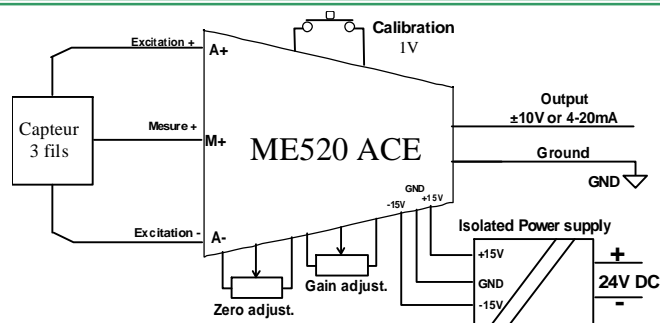 Excitation +
A+
Calibration
1V
Capteur
3 fils
Mesure +
M+
ME520 ACE
Output
±10V or 4-20mA
Ground
GND
Excitation -
A-
-15V
GND
+15V
Zero adjust.
Gain adjust.
Isolated Power supply
+15V
GND
-15V
+
24V DC
-